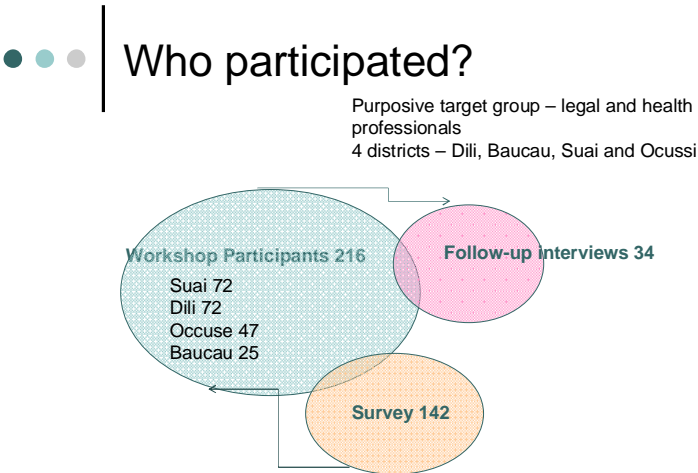 Who participated?
Purposive target group – legal and health
professionals
4 districts – Dili, Baucau, Suai and Ocussi
Workshop Participants 216
Follow-up interviews 34
Suai 72
Dili 72
Occuse 47
Baucau 25
Survey 142